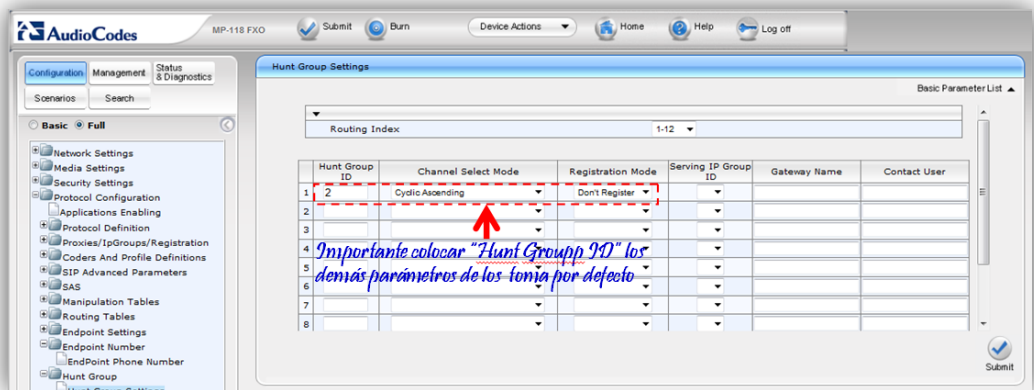 AudioCodes
MP-118 FXO
Submit
Burn
Device Actions
Home
Help
Log off
Configuration
Management
Status
& Diagnostics
Scenarios
Search
Basic
Full
Network Settings
Media Settings
Security Settings
Protocol Configuration
Applications Enabling
Protocol Definition
Proxies/IpGroups/Registration
Coders And Profile Definitions
SIP Advanced Parameters
SAS
Manipulation Tables
Routing Tables
Endpoint Settings
Endpoint Number
EndPoint Phone Number
Hunt Group
Hunt Group Settings
Hunt Group Settings
Basic Parameter List
Routing Index 1-12
Hunt Group
ID
Channel Select Mode
Registration Mode
Serving IP Group
ID
Gateway Name
Contact User
1 2 Cyclic Ascending Don't Register
2
3
4
5
6
7
8
Importante colocar “Hunt Groupp ID” los
demás parámetros de los toma por defecto
Submit